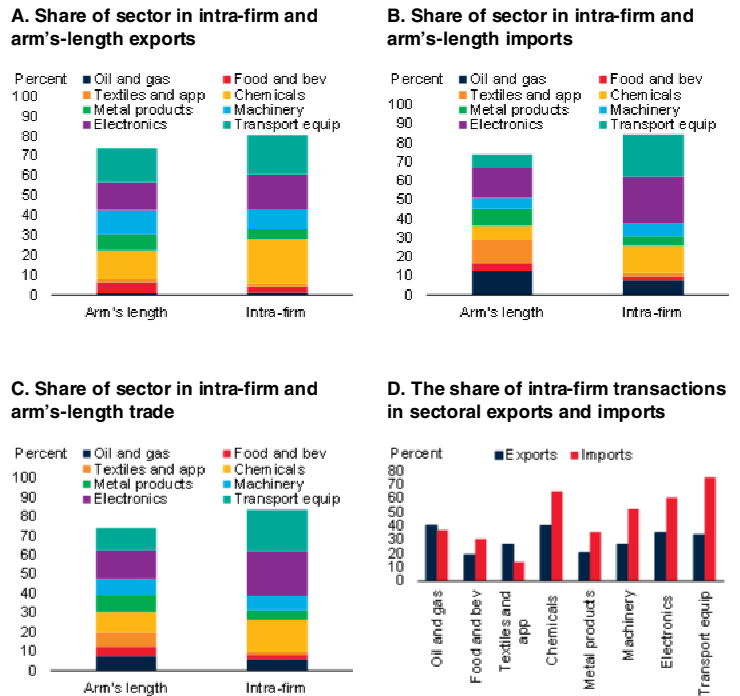 A. Share of sector in intra-firm and
arm's-length exports
Percent
Oil and gas
Food and bev
Textiles and app
Chemicals
Metal products
Machinery
Electronics
Transport equip
100
90
80
70
60
50
40
30
20
10
0
Arm's length
Intra-firm
B. Share of sector in intra-firm and
arm's-length imports
Percent
Oil and gas
Food and bev
Textiles and app
Chemicals
Metal products
Machinery
Electronics
Transport equip
100
90
80
70
60
50
40
30
20
10
0
Arm's length
Intra-firm
C. Share of sector in intra-firm and
arm's-length trade
Percent
Oil and gas
Food and bev
Textiles and app
Chemicals
Metal products
Machinery
Electronics
Transport equip
100
90
80
70
60
50
40
30
20
10
0
Arm's length
Intra-firm
D. The share of intra-firm transactions
in sectoral exports and imports
Percent
Exports
Imports
80
70
60
50
40
30
20
10
0
Oil and gas
Food and bev
Textiles and
app
Chemicals
Metal products
Machinery
Electronics
Transport equip